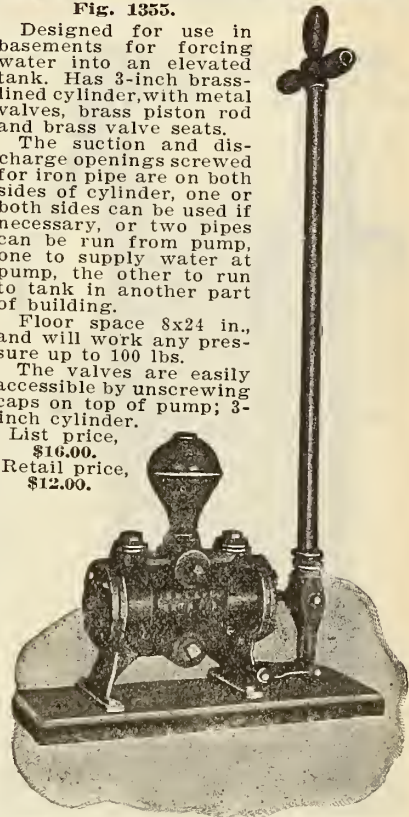 Fig. 1355.
Designed for use in
basements for forcing
water into an elevated
tank. Has 3-inch brass-
lined cylinder, with metal
valves, brass piston rod
and brass valve seats.
The suction and dis-
charge openings screwed
for iron pipe are on both
sides of cylinder, one or
both sides can be used if
necessary, or two pipes
can be run from pump,
one to supply water at
pump, the other to run
to tank in another part
of building.
Floor space 8x24 in.,
and will work any pres-
sure up to 100 lbs.
The valves are easily
accessible by unscrewing
caps on top of pump; 3-
inch cylinder.
List price,
$16.00.
Retail price,
$12.00.